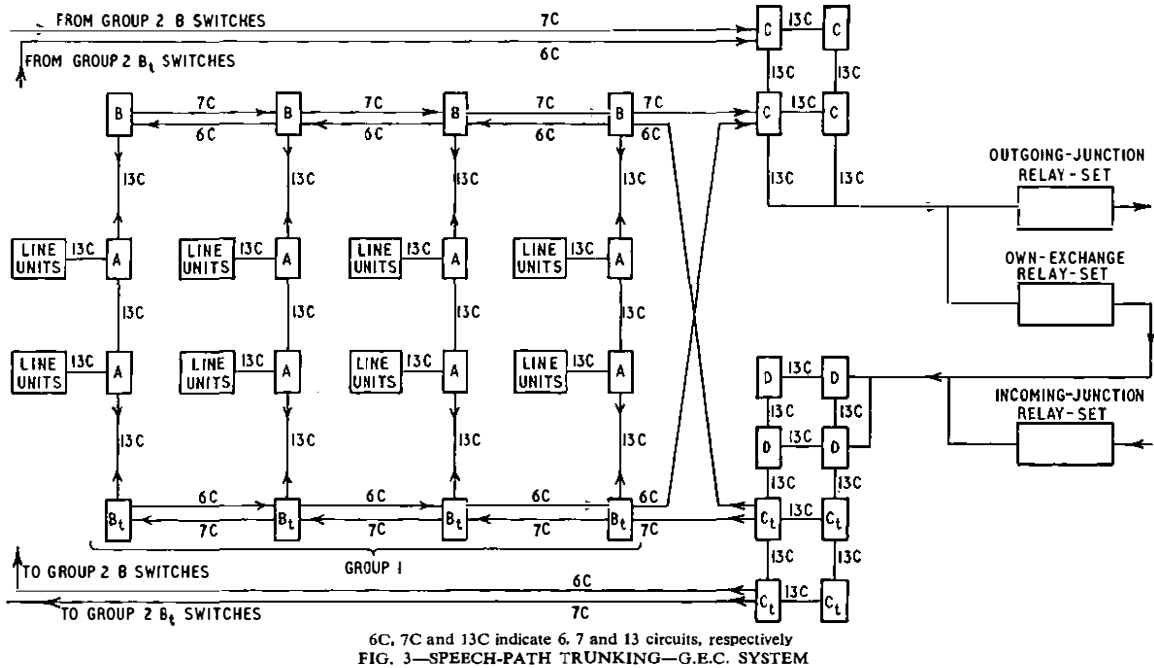 FROM GROUP 2 B SWITCHES 7C C 13C C
6C
FROM GROUP 2 Bt SWITCHES
13C 13C
B 7C B 7C B 7C B 7C C 13C C
6C 6C 6C 6C
13C 13C 13C 13C 13C 13C
OUTGOING-JUNCTION
RELAY-SET
LINE UNITS 13C A LINE UNITS 13C A LINE UNITS 13C A LINE UNITS 13C A
OWN-EXCHANGE
RELAY-SET
13C 13C 13C 13C
LINE UNITS 13C A LINE UNITS 13C A LINE UNITS 13C A LINE UNITS 13C A
D 13C D
INCOMING-JUNCTION
RELAY-SET
13C 13C
13C 13C 13C 13C
D 13C D
13C 13C
6C 6C 6C 6C
Bt 7C Bt 7C Bt 7C Bt 7C Ct 13C Ct
GROUP 1
13C 13C
TO GROUP 2 B SWITCHES 6C
TO GROUP 2 Bt SWITCHES 7C Ct 13C Ct
6C, 7C and 13C indicate 6, 7 and 13 circuits, respectively
FIG. 3—SPEECH-PATH TRUNKING—G.E.C. SYSTEM